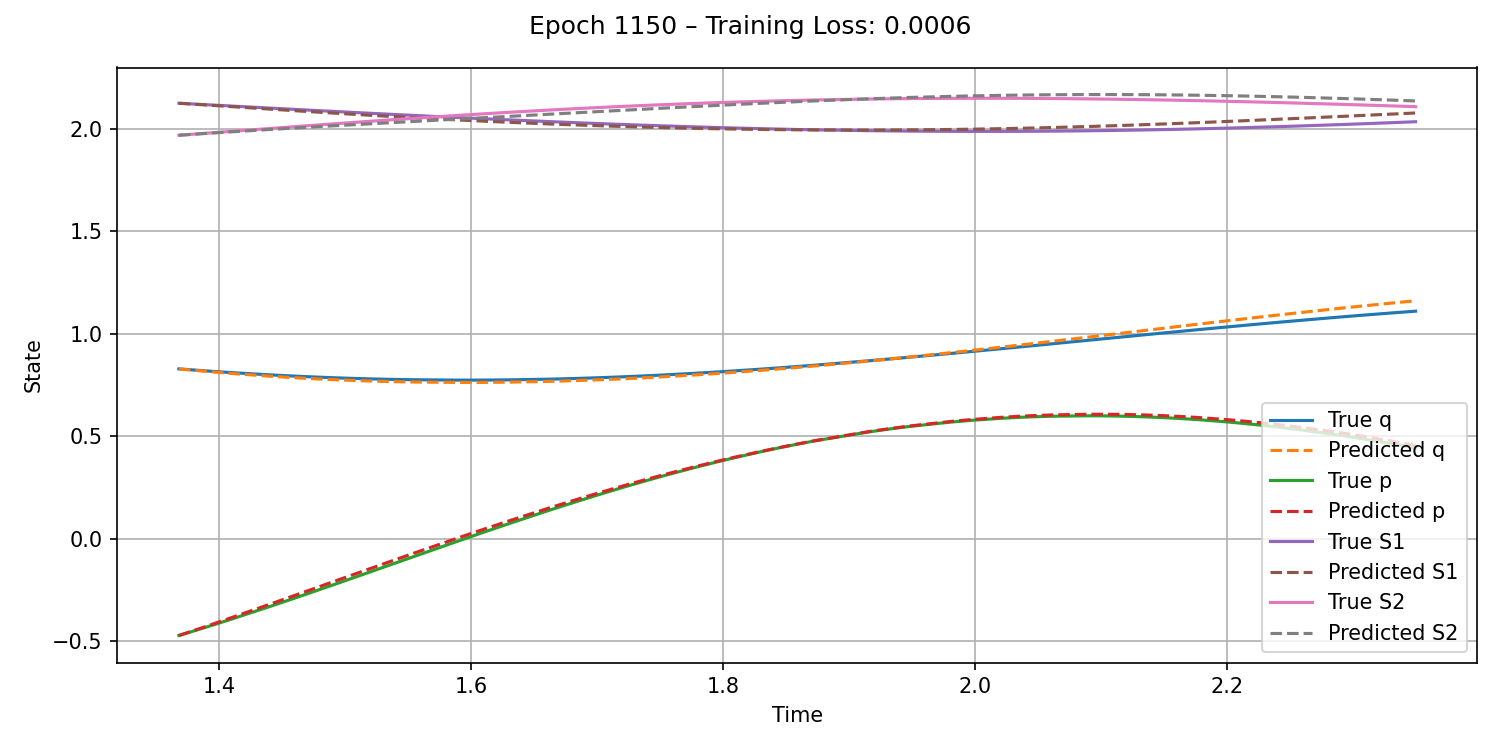 Epoch 1150 – Training Loss: 0.0006
State
2.0
1.5
1.0
0.5
0.0
−0.5
True q
Predicted q
True p
Predicted p
True S1
Predicted S1
True S2
Predicted S2
1.4 1.6 1.8 2.0 2.2
Time